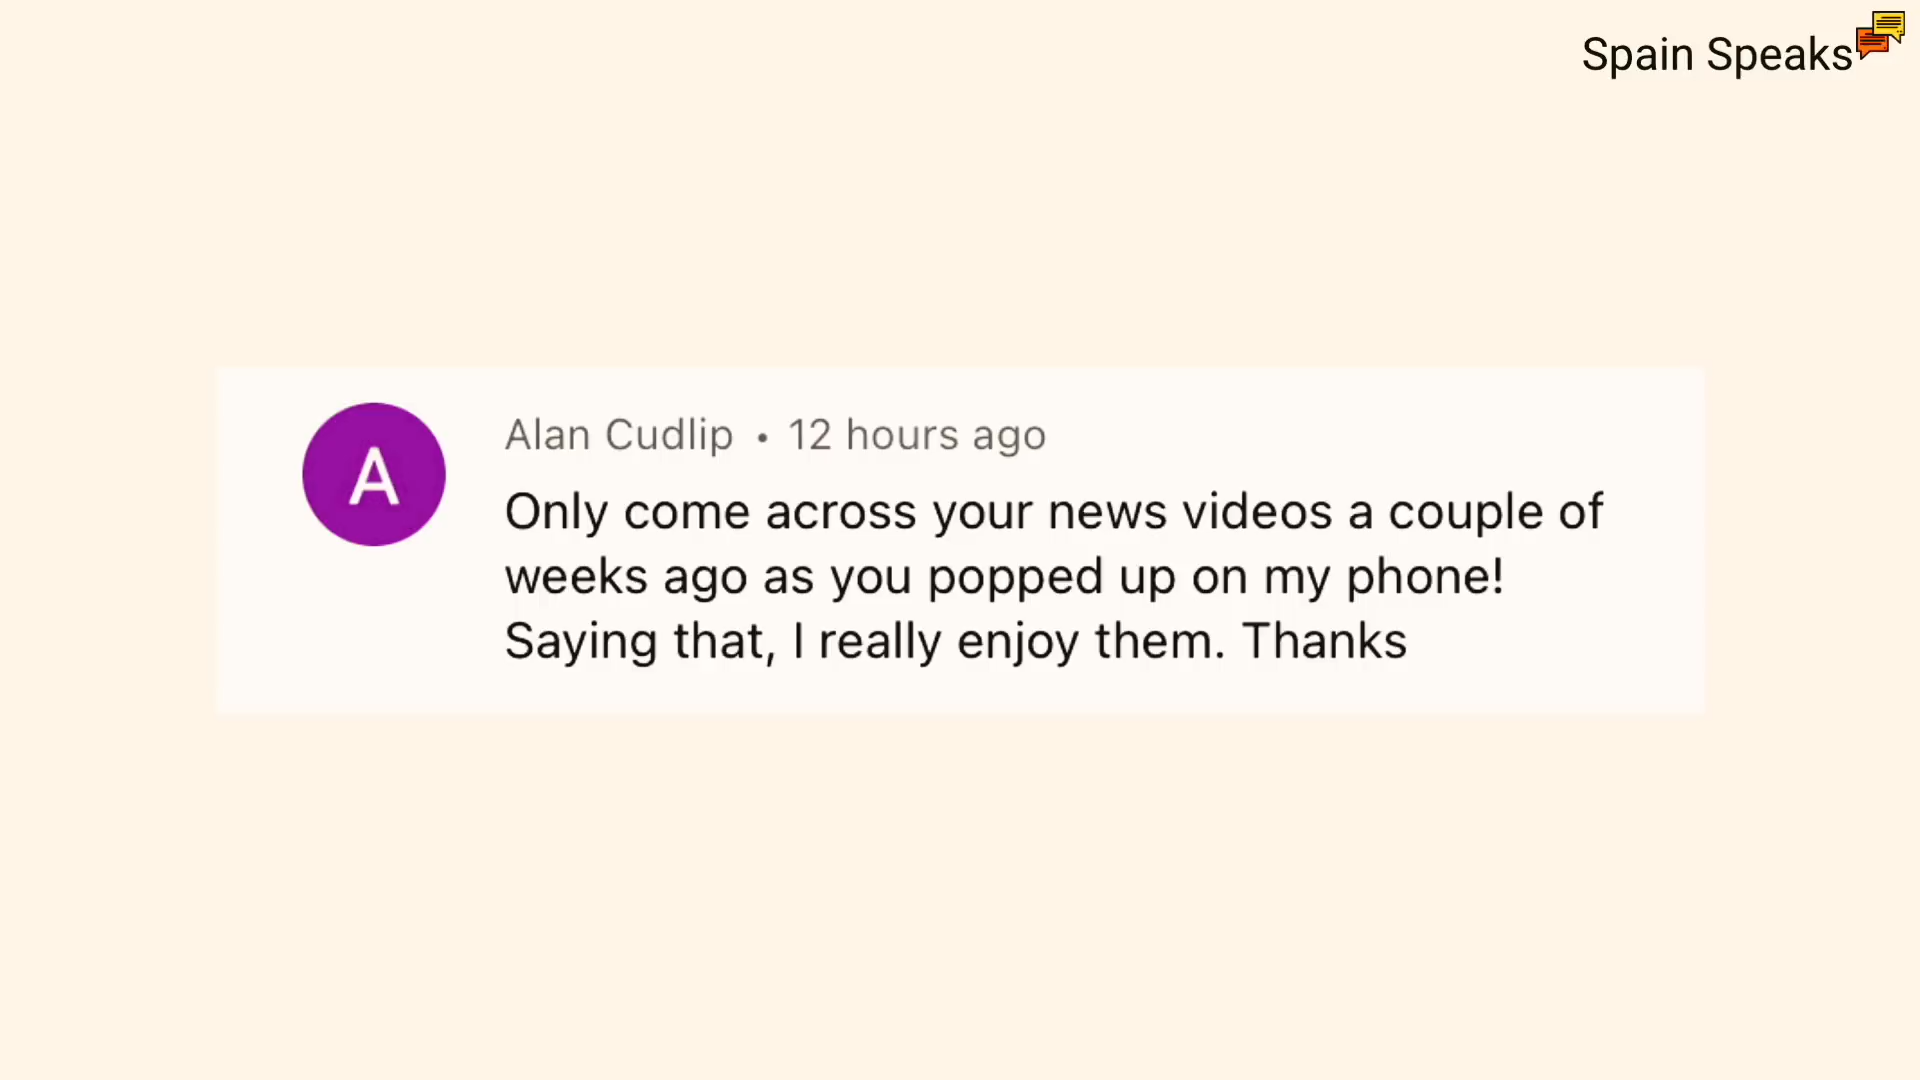 Spain Speaks
A
Alan Cudlip • 12 hours ago
Only come across your news videos a couple of
weeks ago as you popped up on my phone!
Saying that, I really enjoy them. Thanks